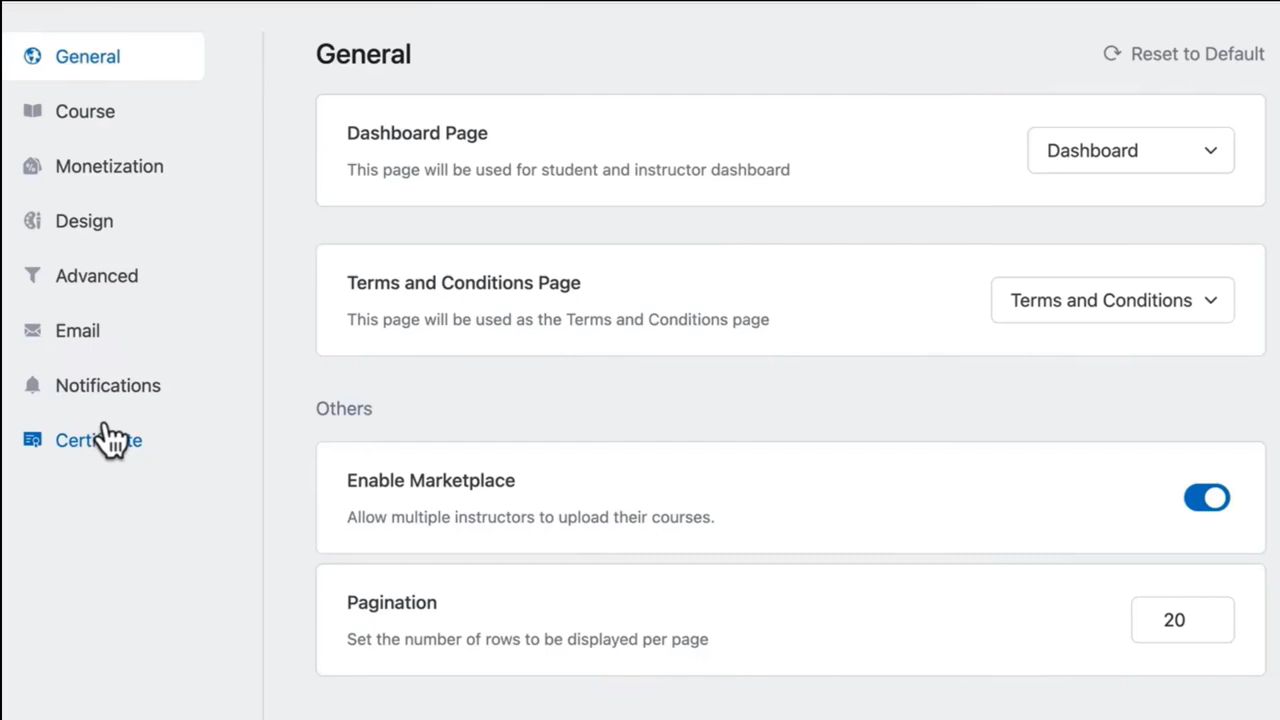 General
Course
Monetization
Design
Advanced
Email
Notifications
General
Reset to Default
Dashboard Page
This page will be used for student and instructor dashboard
Dashboard
Terms and Conditions Page
This page will be used as the Terms and Conditions page
Terms and Conditions
Others
Enable Marketplace
Allow multiple instructors to upload their courses.
Pagination
Set the number of rows to be displayed per page
20